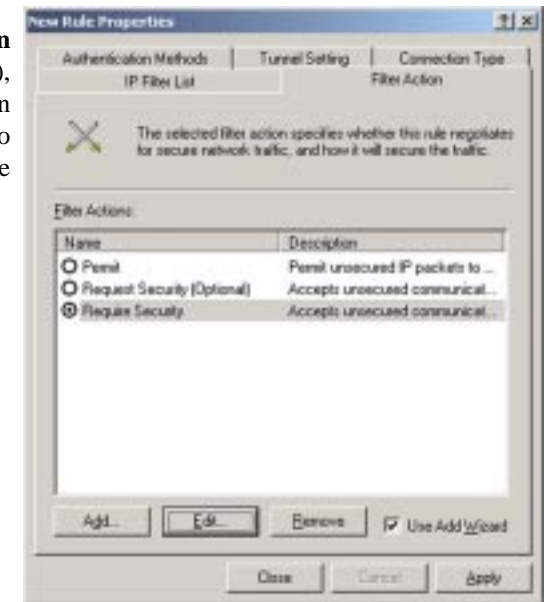 New Rule Properties
n
),
n
o
e
Authentication Methods Tunnel Setting Connection Type
IP Filter List Filter Action
The selected filter action specifies whether this rule negotiates
for secure network traffic, and how it will secure the traffic.
Filter Actions:
Name Description
Permit Permit unsecured IP packets to ...
Request Security (Optional) Accepts unsecured communicat...
Require Security Accepts unsecured communicat...
Add... Edit... Remove Use Add Wizard
Close Cancel Apply